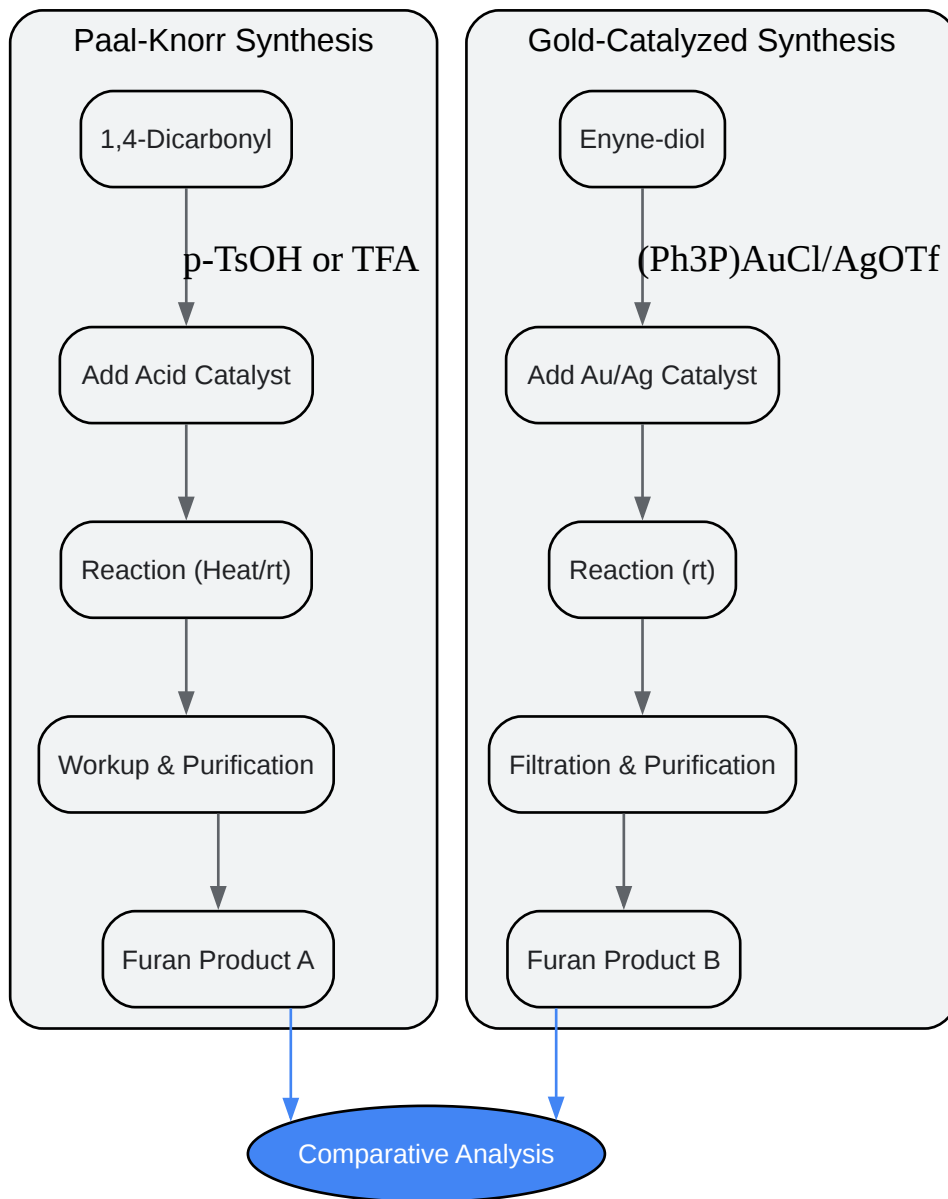 Paal-Knorr Synthesis
1,4-Dicarbonyl
p-TsOH or TFA
Add Acid Catalyst
Reaction (Heat/rt)
Workup & Purification
Furan Product A
Gold-Catalyzed Synthesis
Enyne-diol
(Ph3P)AuCl/AgOTf
Add Au/Ag Catalyst
Reaction (rt)
Filtration & Purification
Furan Product B
Comparative Analysis